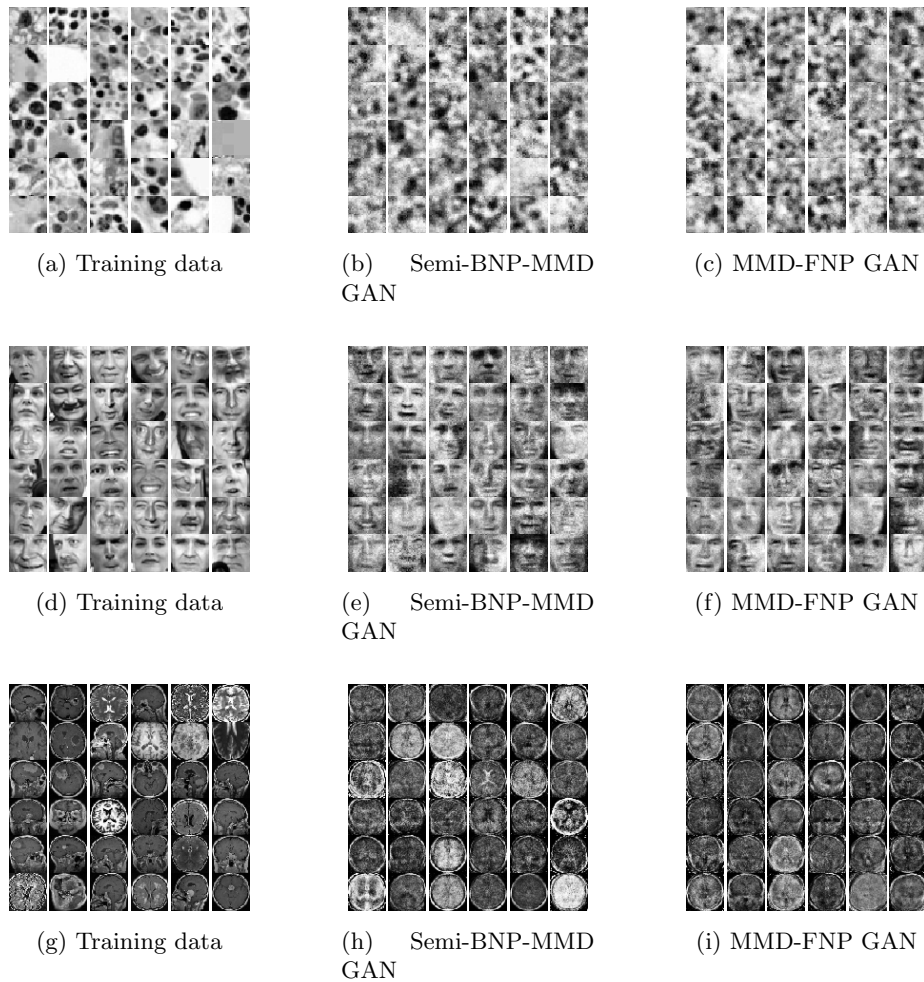 (a) Training data
(b) Semi-BNP-MMD
GAN
(c) MMD-FNP GAN
(d) Training data
(e) Semi-BNP-MMD
GAN
(f) MMD-FNP GAN
(g) Training data
(h) Semi-BNP-MMD
GAN
(i) MMD-FNP GAN